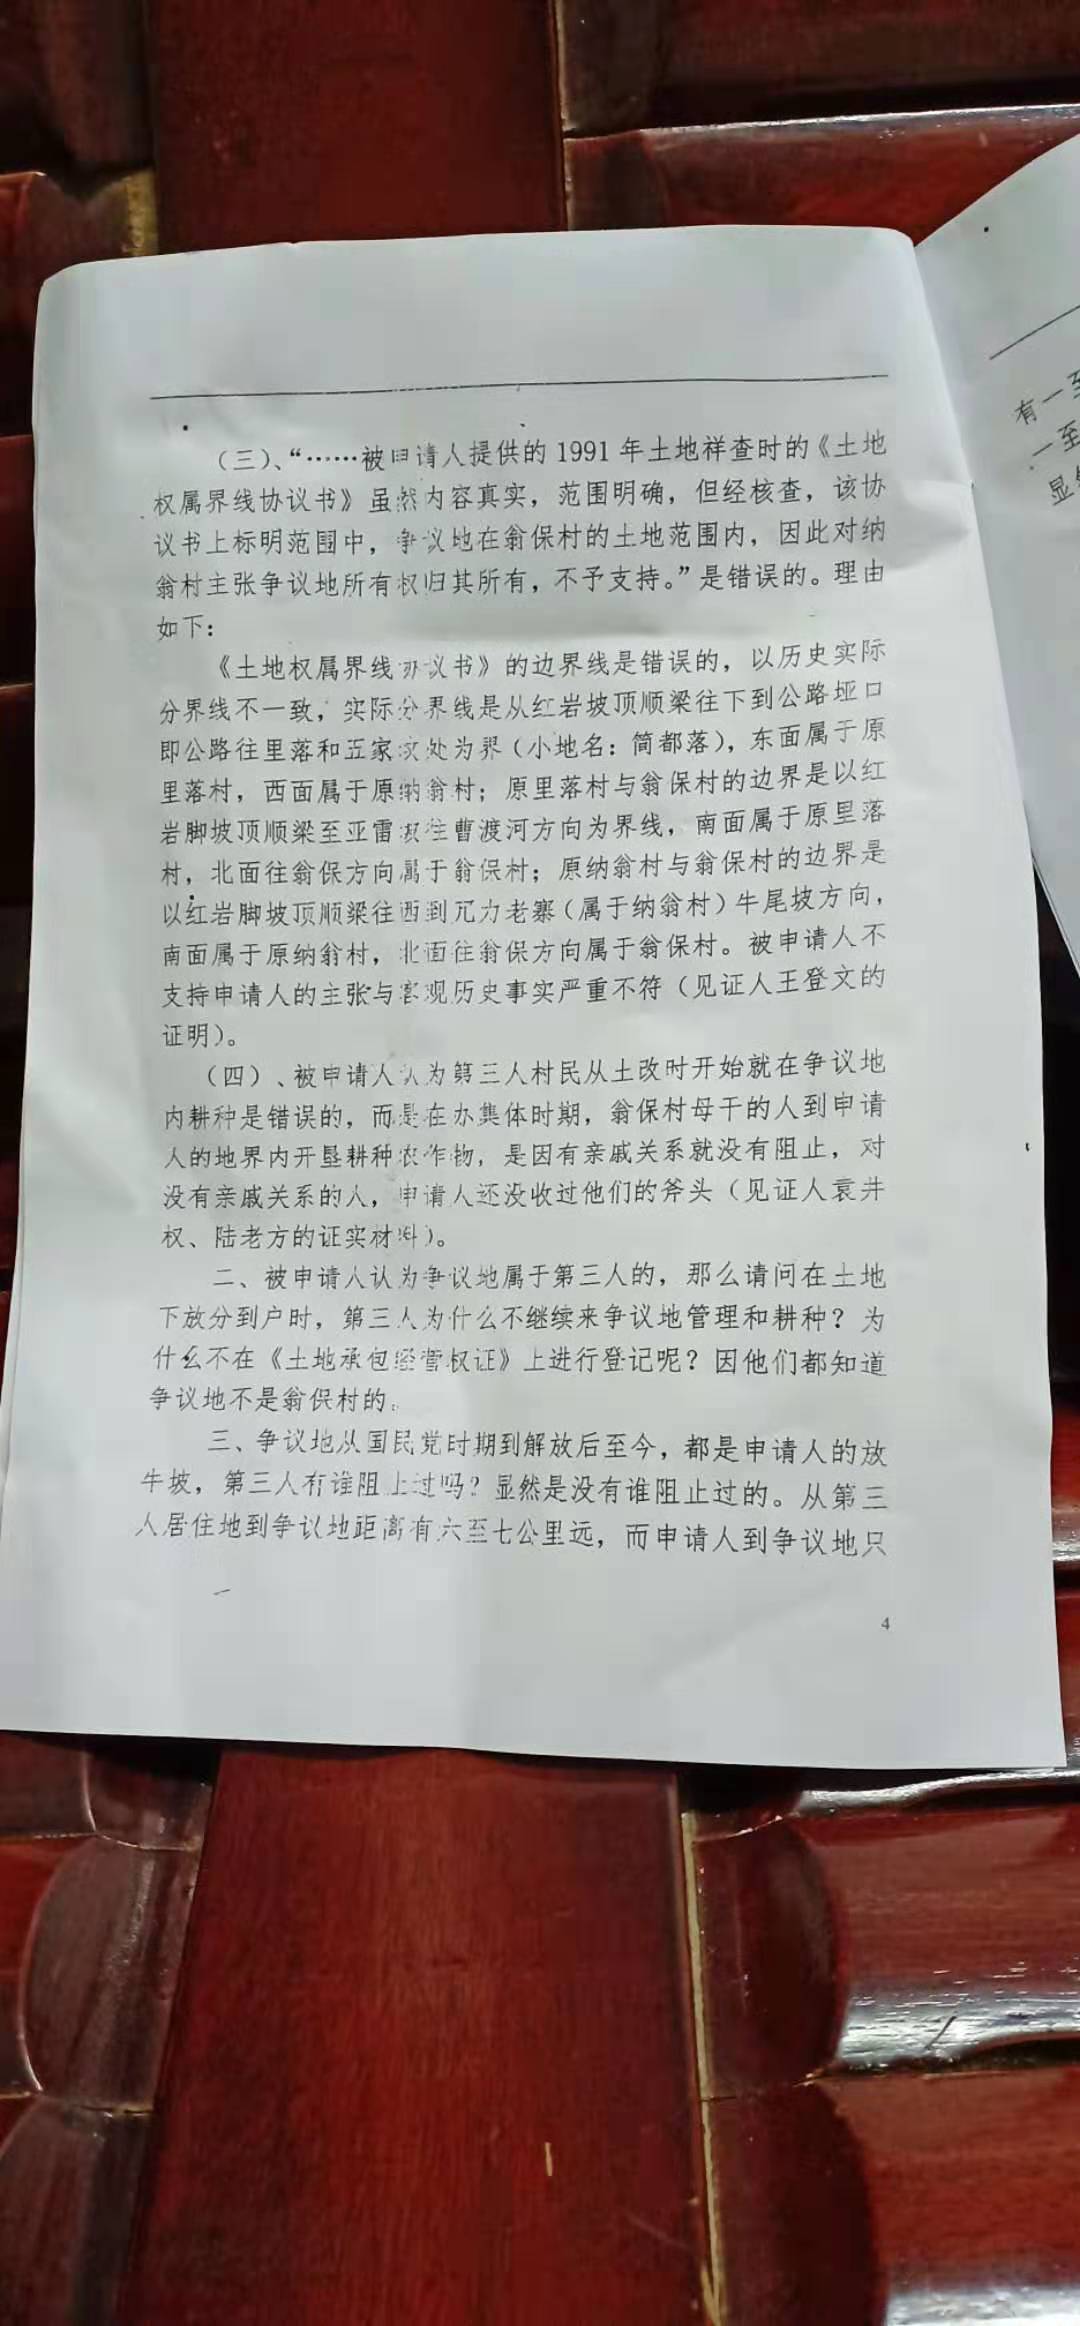 （三）、“……被申请人提供的 1991 年土地祥查时的《土地
权属界线协议书》虽然内容真实，范围明确，但经核查，该协
议书上标明范围中，争议地在翁保村的土地范围内，因此对纳
翁村主张争议地所有权归其所有，不予支持。”是错误的。理由
如下：
《土地权属界线协议书》的边界线是错误的，以历史实际
分界线不一致，实际分界线是从红岩坡顶顺梁往下到公路垭口
即公路往里落和五家坟处为界（小地名：简都落），东面属于原
里落村，西面属于原纳翁村；原里落村与翁保村的边界是以红
岩脚坡顶顺梁至亚雷坡往曹渡河方向为界线，南面属于原里落
村，北面往翁保方向属于翁保村；原纳翁村与翁保村的边界是
以红岩脚坡顶顺梁往西到瓦力老寨（属于纳翁村）牛尾坡方向，
南面属于原纳翁村，北面往翁保方向属于翁保村。被申请人不
支持申请人的主张与客观历史事实严重不符（见证人王登文的
证明）。
（四）、被申请人认为第三人村民从土改时开始就在争议地
内耕种是错误的，而是在办集体时期，翁保村母干的人到申请
人的地界内开垦耕种农作物，是因有亲戚关系就没有阻止，对
没有亲戚关系的人，申请人还没收过他们的斧头（见证人袁井
权、陆老方的证实材料）。
二、被申请人认为争议地属于第三人的，那么请问在土地
下放分到户时，第三人为什么不继续来争议地管理和耕种？为
什么不在《土地承包经营权证》上进行登记呢？因他们都知道
争议地不是翁保村的。
三、争议地从国民党时期到解放后至今，都是申请人的放
牛坡，第三人有谁阻止过吗？显然是没有谁阻止过的。从第三
人居住地到争议地距离有六至七公里远，而申请人到争议地只
4
有一至
一至